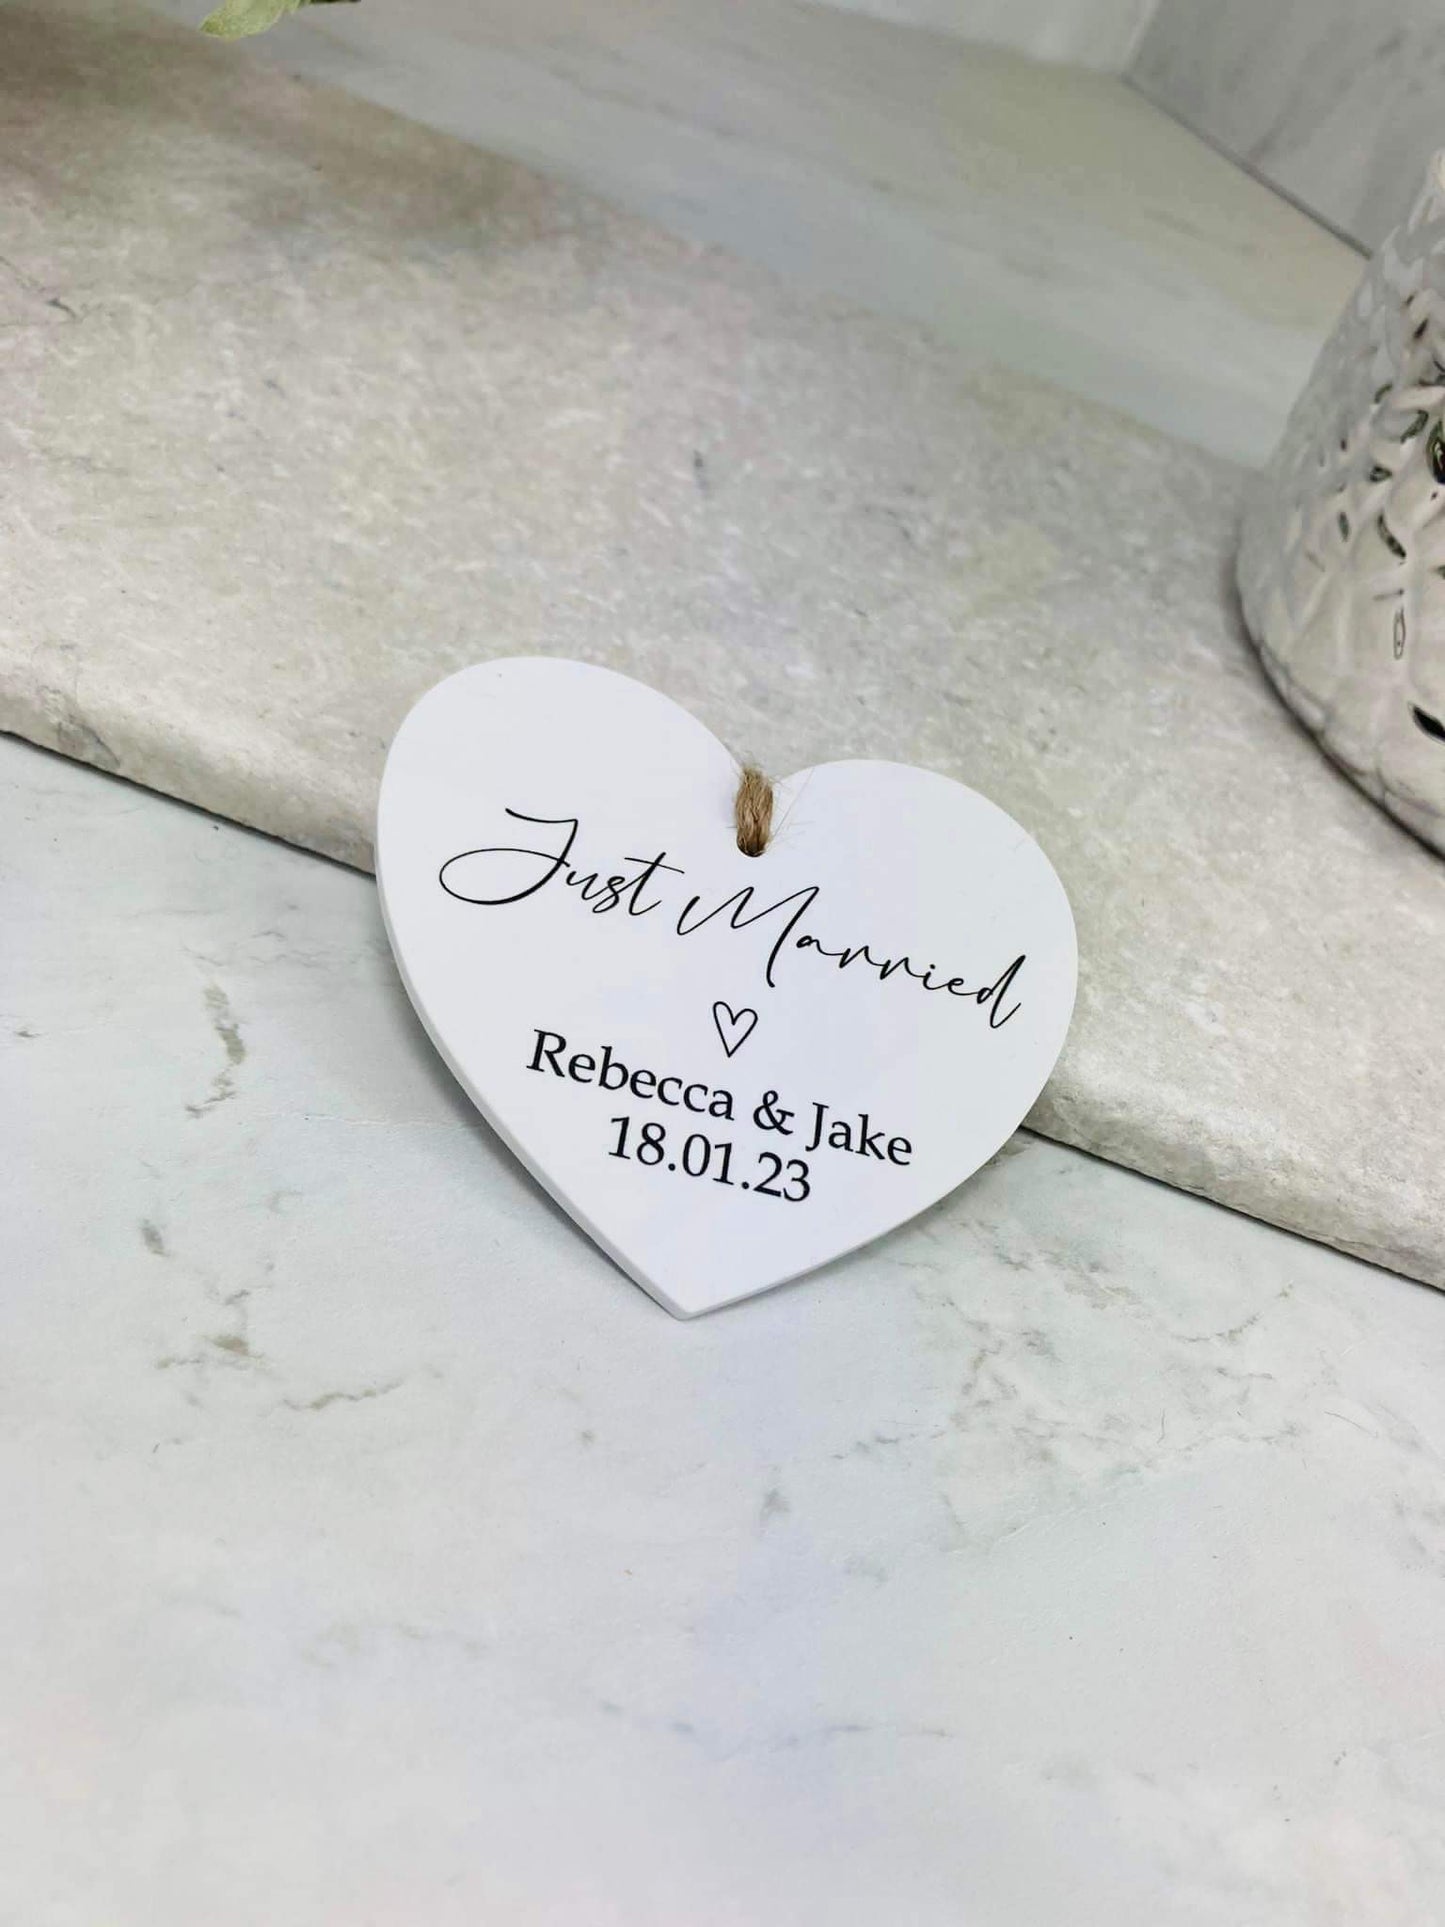 Just Married
Rebecca & Jake
18.01.23